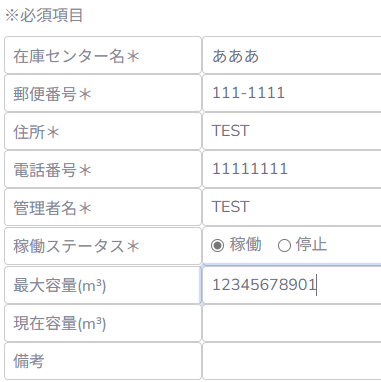 ※必須項目
在庫センター名＊
あああ
郵便番号＊
111-1111
住所＊
TEST
電話番号＊
11111111
管理者名＊
TEST
稼働ステータス＊
稼働 停止
最大容量(m³)
12345678901
現在容量(m³)
備考